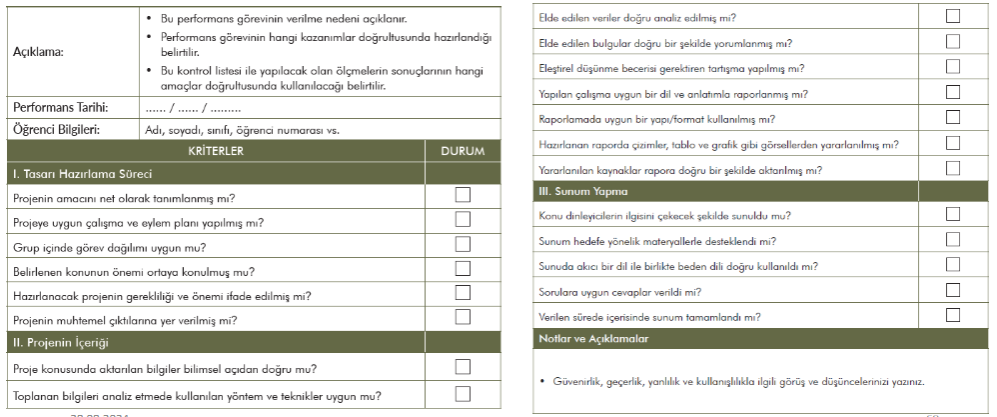 Açıklama:
• Bu performans görevinin verilme nedeni açıklanır.
• Performans görevinin hangi kazanımlar doğrultusunda hazırlandığı
belirtilir.
• Bu kontrol listesi ile yapılacak olan ölçmelerin sonuçlarının hangi
amaçlar doğrultusunda kullanılacağı belirtilir.
Performans Tarihi: ...... / ...... / .........
Öğrenci Bilgileri: Adı, soyadı, sınıfı, öğrenci numarası vs.
KRİTERLER DURUM
I. Tasarı Hazırlama Süreci
Projenin amacını net olarak tanımlanmış mı?
Projeye uygun çalışma ve eylem planı yapılmış mı?
Grup içinde görev dağılımı uygun mu?
Belirlenen konunun önemi ortaya konulmuş mu?
Hazırlanacak projenin gerekliliği ve önemi ifade edilmiş mi?
Projenin muhtemel çıktılarına yer verilmiş mi?
II. Projenin İçeriği
Proje konusunda aktarılan bilgiler bilimsel açıdan doğru mu?
Toplanan bilgileri analiz etmede kullanılan yöntem ve teknikler uygun mu?
Elde edilen veriler doğru analiz edilmiş mi?
Elde edilen bulgular doğru bir şekilde yorumlanmış mı?
Eleştirel düşünme becerisi gerektiren tartışma yapılmış mı?
Yapılan çalışma uygun bir dil ve anlatımla raporlanmış mı?
Raporlamada uygun bir yapı/format kullanılmış mı?
Hazırlanan raporda çizimler, tablo ve grafik gibi görsellerden yararlanılmış mı?
Yararlanılan kaynaklar rapora doğru bir şekilde aktarılmış mı?
III. Sunum Yapma
Konu dinleyicilerin ilgisini çekecek şekilde sunuldu mu?
Sunum hedefe yönelik materyallerle desteklendi mi?
Sunuda akıcı bir dil ile birlikte beden dili doğru kullanıldı mı?
Sorulara uygun cevaplar verildi mi?
Verilen sürede içerisinde sunum tamamlandı mı?
Notlar ve Açıklamalar
• Güvenirlik, geçerlik, yanlılık ve kullanışlılıkla ilgili görüş ve düşüncelerinizi yazınız.